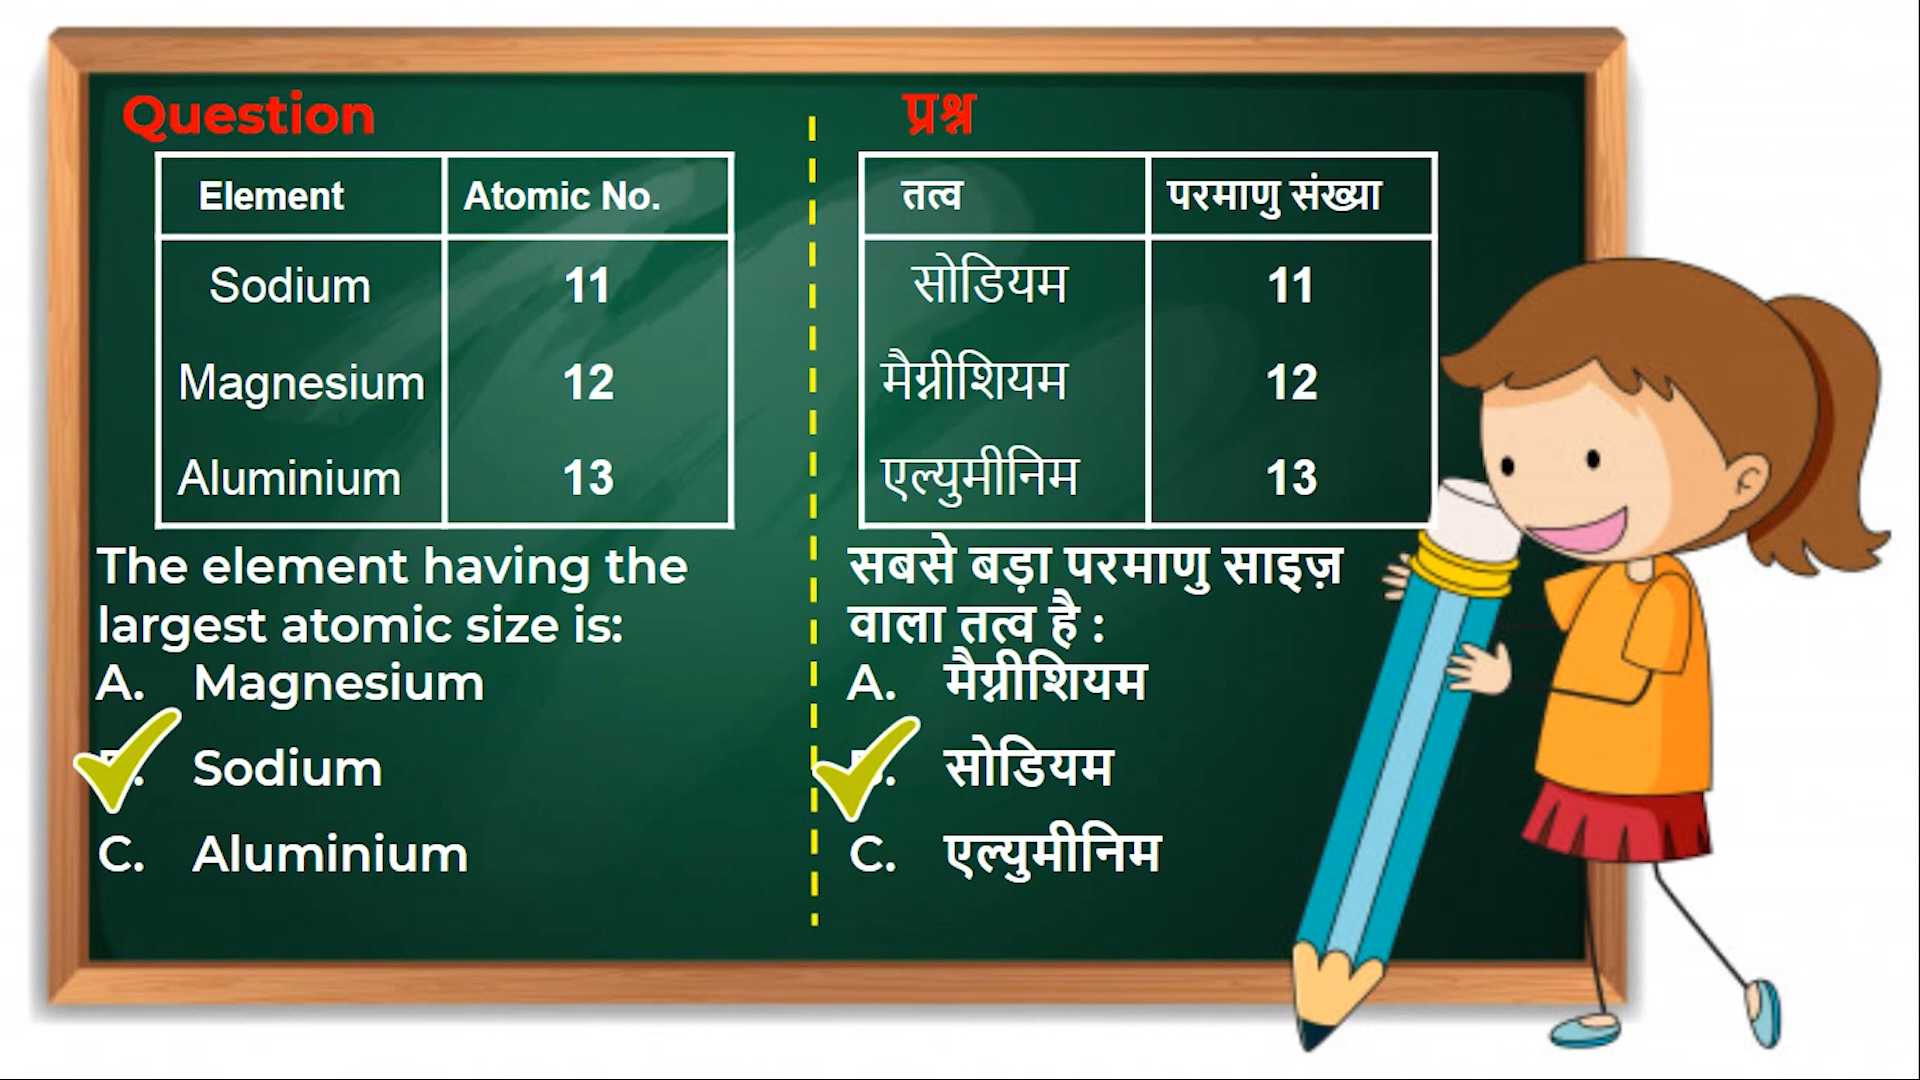 Question
Element Atomic No.
Sodium 11
Magnesium 12
Aluminium 13
The element having the
largest atomic size is:
A. Magnesium
Sodium
C. Aluminium
प्रश्न
तत्व परमाणु संख्या
सोडियम 11
मैग्नीशियम 12
एल्युमीनिम 13
सबसे बड़ा परमाणु साइज़
वाला तत्व है :
A. मैग्नीशियम
सोडियम
C. एल्युमीनिम